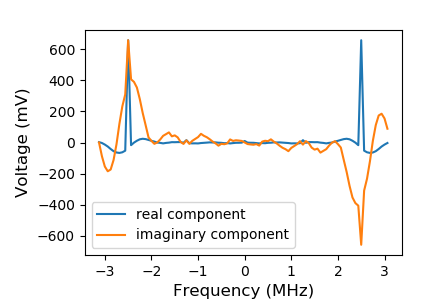 600
400
200
0
−200
−400
−600
Voltage (mV)
real component
imaginary component
−3 −2 −1 0 1 2 3
Frequency (MHz)